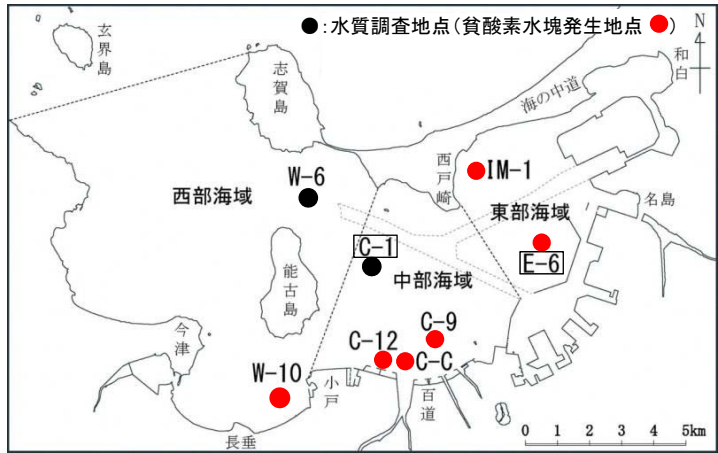 ●:水質調査地点(貧酸素水塊発生地点 ●)
N
玄界島
志賀島
和白
海の中道
西戸崎
IM-1
W-6
西部海域
東部海域
名島
C-1
E-6
能古島
中部海域
今津
C-9
C-12
C-C
W-10
小戸
百道
長垂
0 1 2 3 4 5km